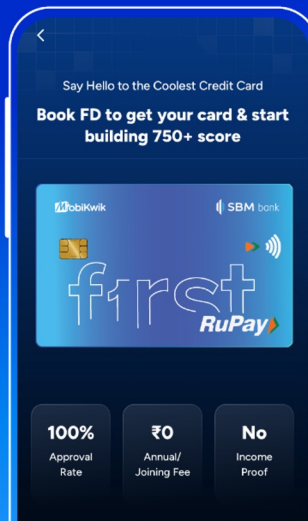 Say Hello to the Coolest Credit Card
Book FD to get your card & start
building 750+ score
MobiKwik
SBM bank
first
RuPay
100%
Approval
Rate
₹0
Annual/
Joining Fee
No
Income
Proof